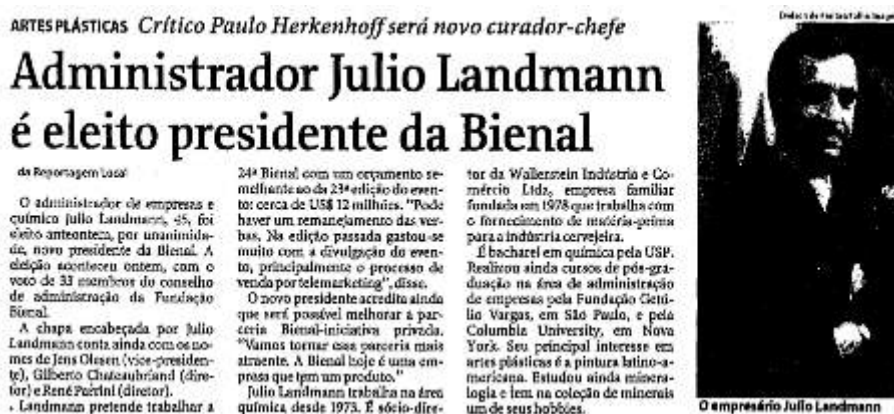 ARTES PLÁSTICAS Crítico Paulo Herkenhoff será novo curador-chefe
Administrador Julio Landmann
é eleito presidente da Bienal
da Reportagem Local
O administrador de empresas e
químico Julio Landmann, 45, foi
eleito anteontem, por unanimida-
de, novo presidente da Bienal. A
eleição aconteceu ontem, com o
voto de 33 membros do conselho
de administração da Fundação
Bienal.
A chapa encabeçada por Julio
Landmann conta ainda com os no-
mes de Jens Olesen (vice-presiden-
te), Gilberto Chateaubriand (dire-
tor) e René Parrini (diretor).
Landmann pretende trabalhar a
24ª Bienal com um orçamento se-
melhante ao da 23ª edição do even-
to: cerca de US$ 12 milhões. "Pode
haver um remanejamento das ver-
bas. Na edição passada gastou-se
muito com a divulgação do even-
to, principalmente o processo de
venda por telemarketing", disse.
O novo presidente acredita ainda
que será possível melhorar a par-
ceria Bienal-iniciativa privada.
"Vamos tornar essa parceria mais
atraente. A Bienal hoje é uma em-
presa que tem um produto."
Julio Landmann trabalha na área
química desde 1973. É sócio-dire-
tor da Wallerstein Indústria e Co-
mércio Ltda, empresa familiar
fundada em 1978 que trabalha com
o fornecimento de matéria-prima
para a indústria cervejeira.
É bacharel em química pela USP.
Realizou ainda cursos de pós-gra-
duação na área de administração
de empresas pela Fundação Getú-
lio Vargas, em São Paulo, e pela
Columbia University, em Nova
York. Seu principal interesse em
artes plásticas é a pintura latino-a-
mericana. Estudou ainda minera-
logia e tem na coleção de minerais
um de seus hobbies.
O empresário Julio Landmann